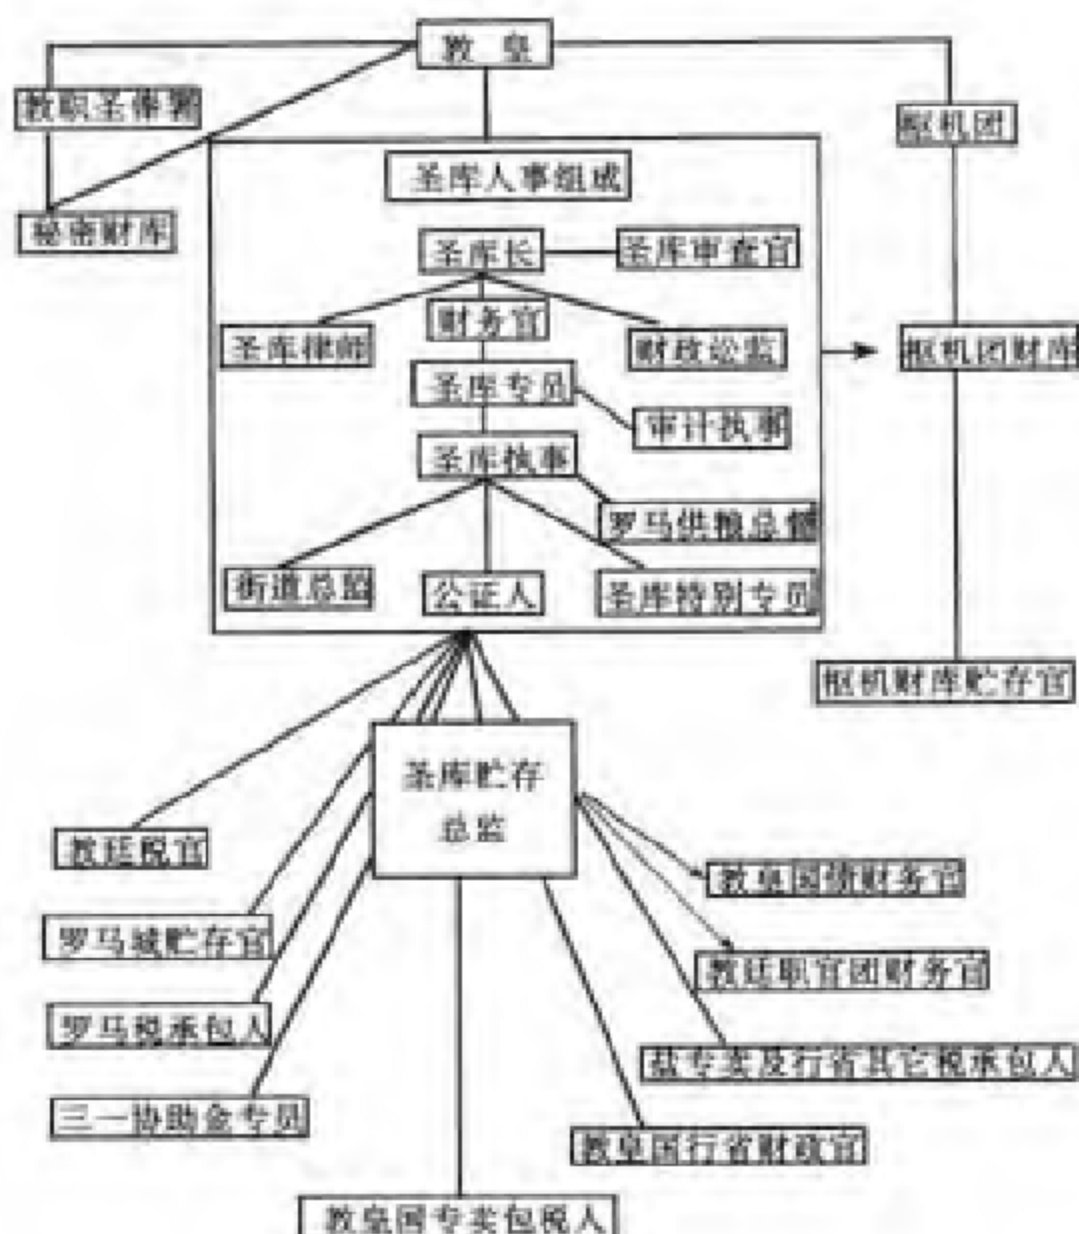 教皇
教职圣俸署
枢机团
圣库人事组成
秘密财库
圣库长
圣库审查官
财务官
圣库律师
财政讼监
枢机团财库
圣库专员
审计执事
圣库执事
罗马供粮总督
街道总监
公证人
圣库特别专员
枢机财库贮存官
圣库贮存
总监
教廷税官
教皇国债财务官
罗马城贮存官
教廷职官团财务官
罗马税承包人
盐专卖及行省其它税承包人
三一协助金专员
教皇国行省财政官
教皇国专卖包税人